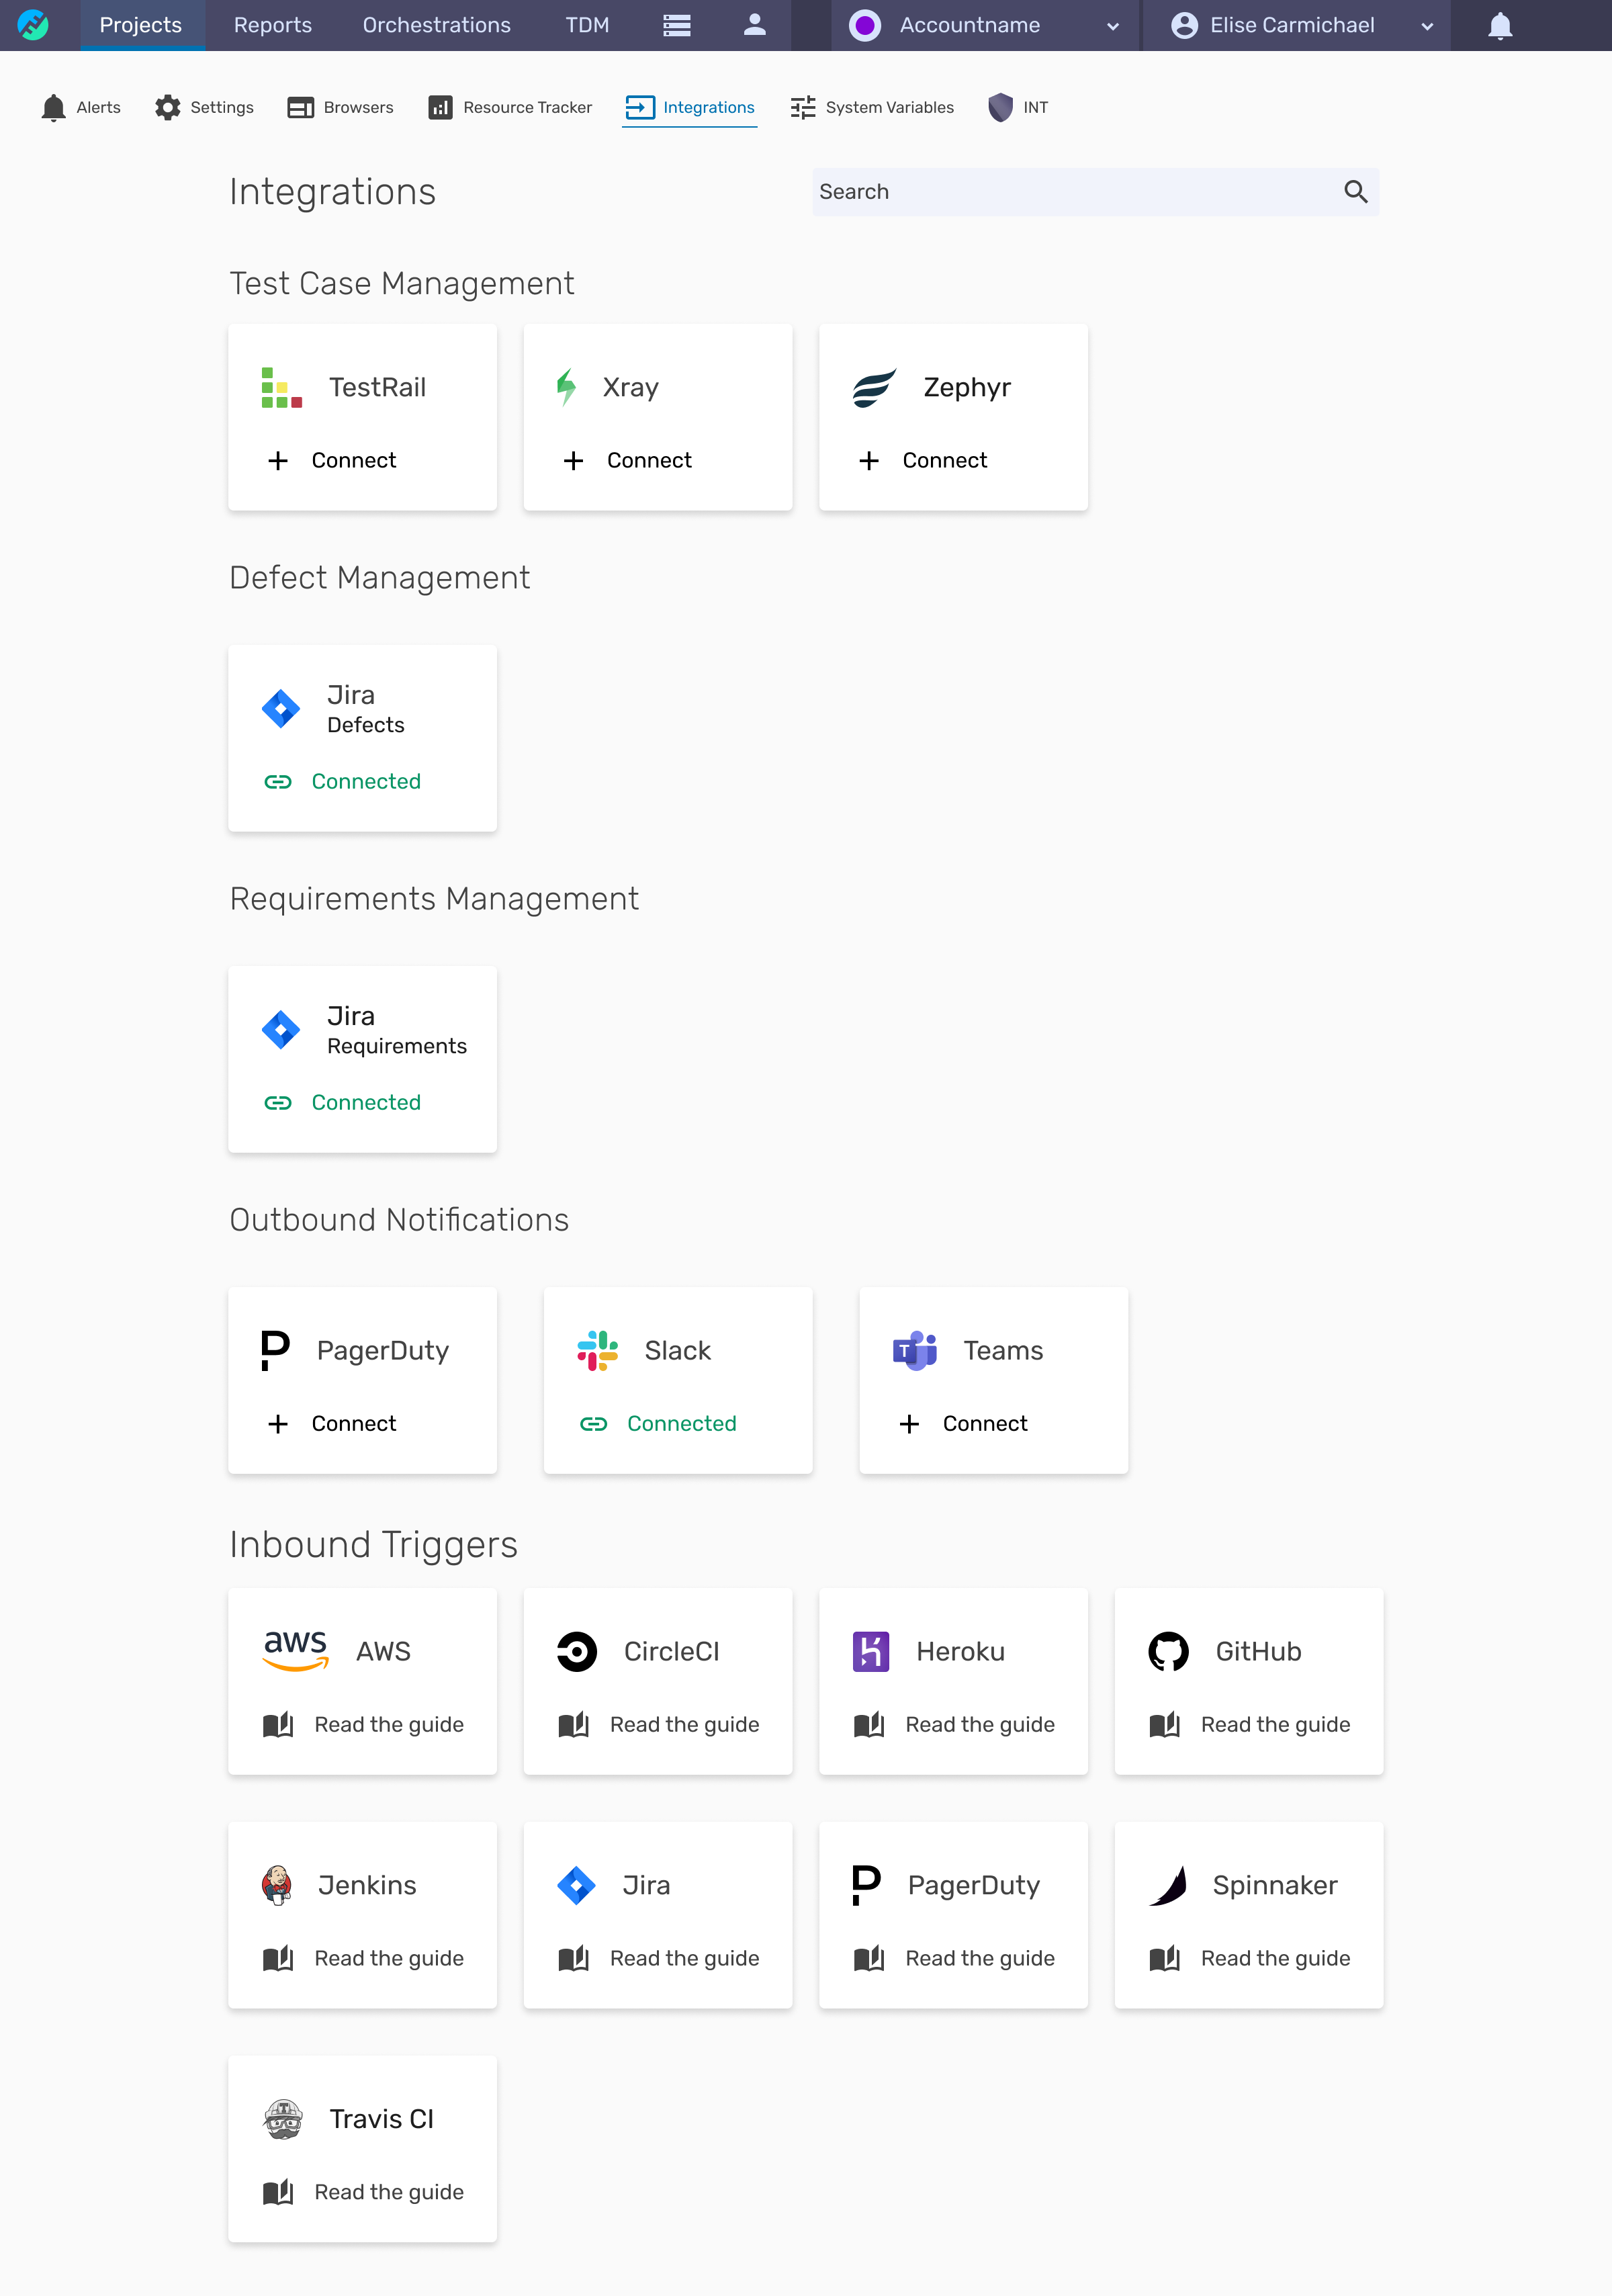 Projects Reports Orchestrations TDM Accountname Elise Carmichael
Alerts Settings Browsers Resource Tracker Integrations System Variables INT
Integrations Search
Test Case Management
TestRail Xray Zephyr
Connect Connect Connect
Defect Management
Jira
Defects
Connected
Requirements Management
Jira
Requirements
Connected
Outbound Notifications
PagerDuty Slack T Teams
Connect Connected Connect
Inbound Triggers
aws AWS CircleCI Heroku GitHub
Read the guide Read the guide Read the guide Read the guide
Jenkins Jira PagerDuty Spinnaker
Read the guide Read the guide Read the guide Read the guide
Travis CI
Read the guide